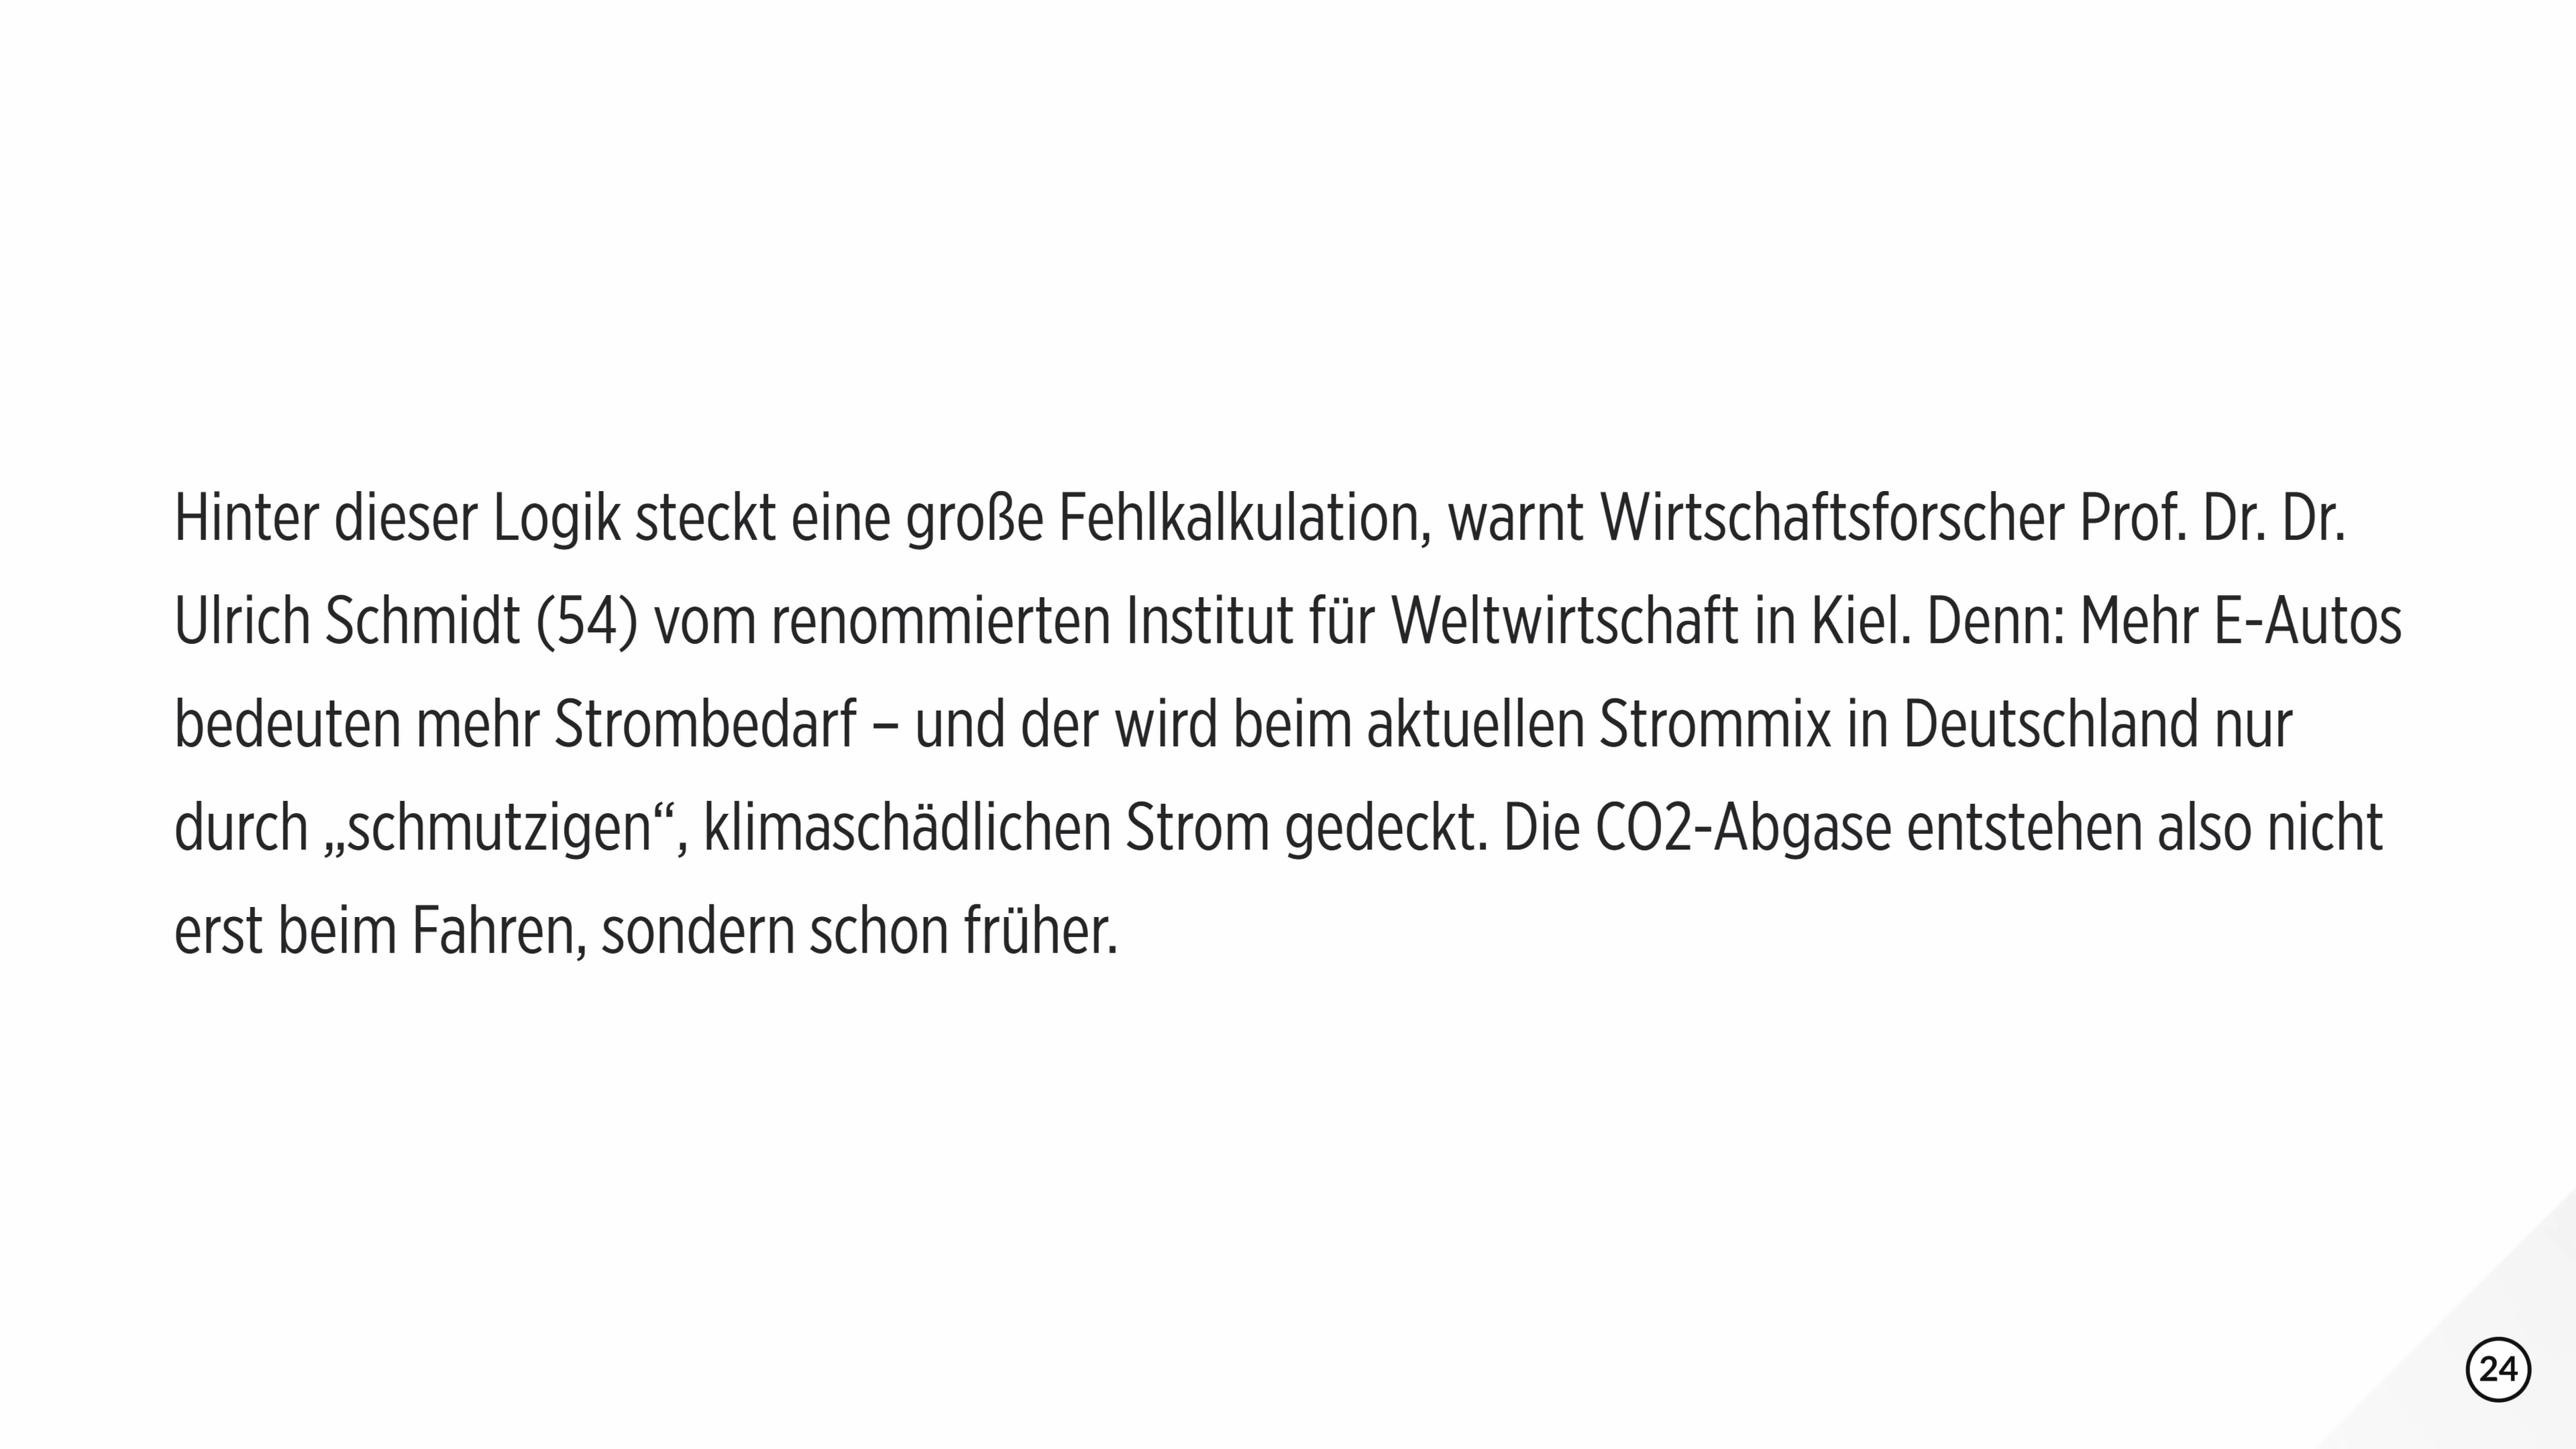 Hinter dieser Logik steckt eine große Fehlkalkulation, warnt Wirtschaftsforscher Prof. Dr. Dr.
Ulrich Schmidt (54) vom renommierten Institut für Weltwirtschaft in Kiel. Denn: Mehr E-Autos
bedeuten mehr Strombedarf – und der wird beim aktuellen Strommix in Deutschland nur
durch „schmutzigen“, klimaschädlichen Strom gedeckt. Die CO2-Abgase entstehen also nicht
erst beim Fahren, sondern schon früher.
24